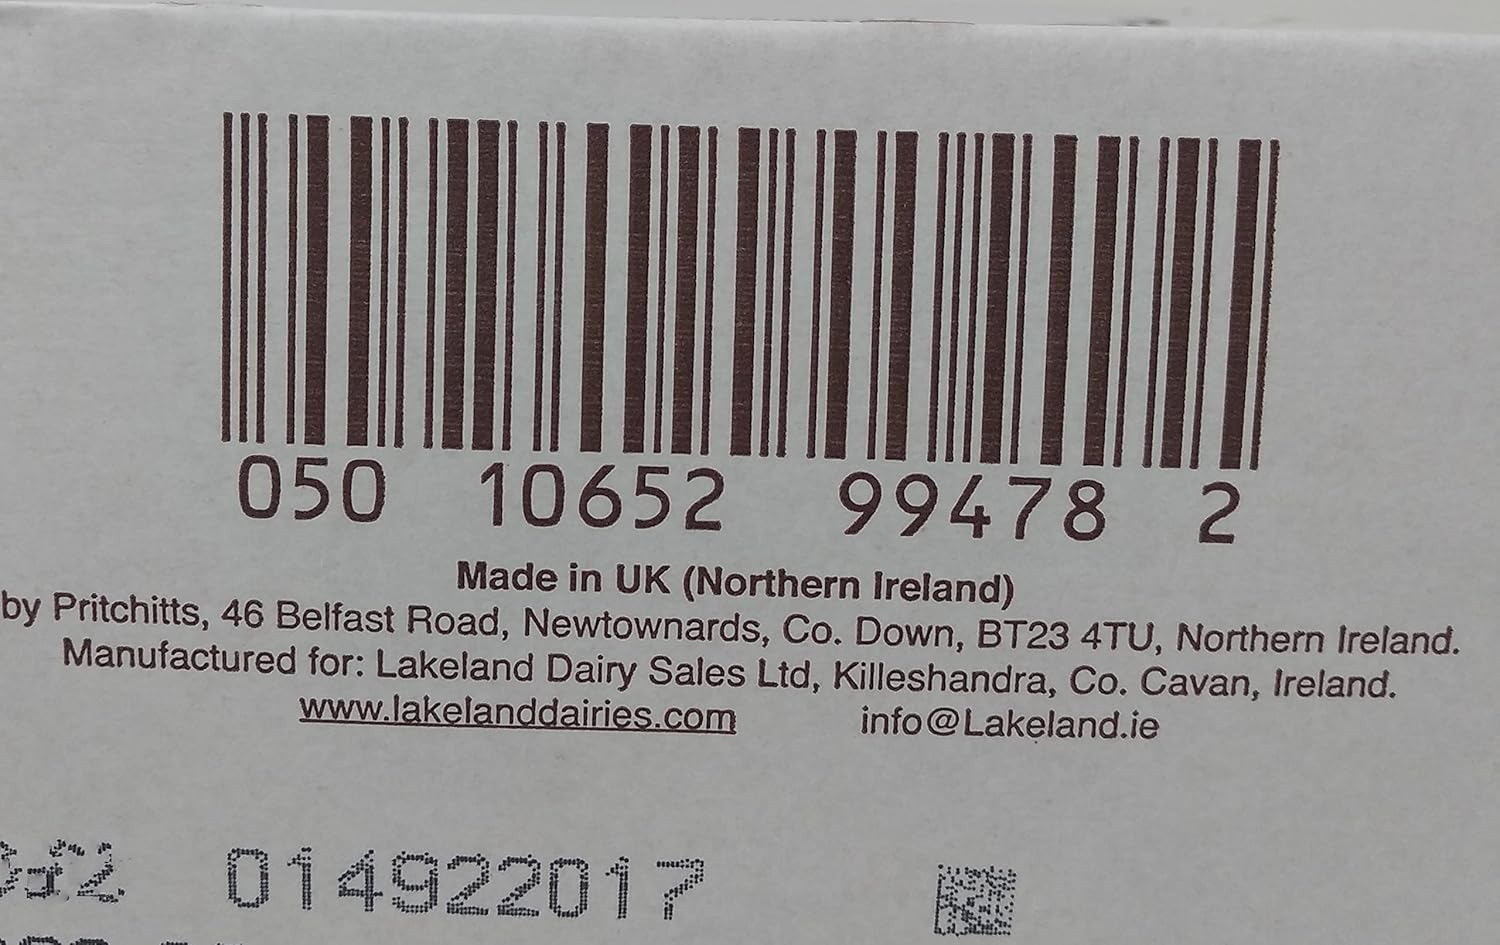 050 10652 99478 2
Made in UK (Northern Ireland)
by Pritchitts, 46 Belfast Road, Newtownards, Co. Down, BT23 4TU, Northern Ireland.
Manufactured for: Lakeland Dairy Sales Ltd, Killeshandra, Co. Cavan, Ireland.
www.lakelanddairies.com info@Lakeland.ie
014922017